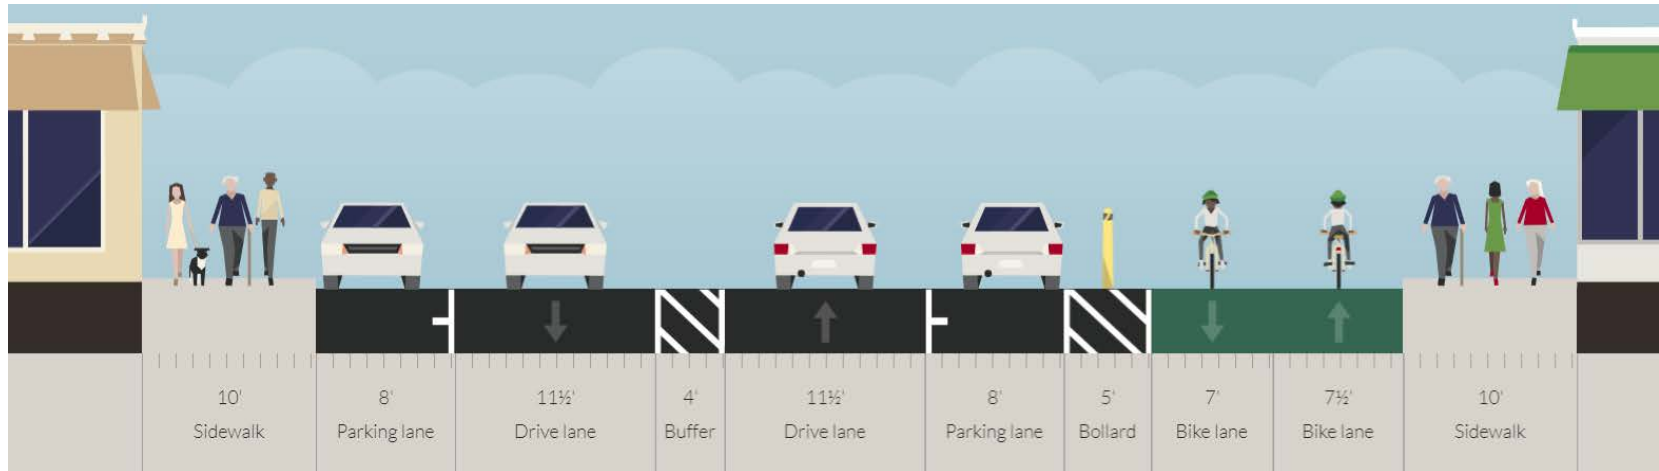 10' 8' 11½' 4' 11½' 8' 5' 7' 7½' 10'
Sidewalk Parking lane Drive lane Buffer Drive lane Parking lane Bollard Bike lane Bike lane Sidewalk